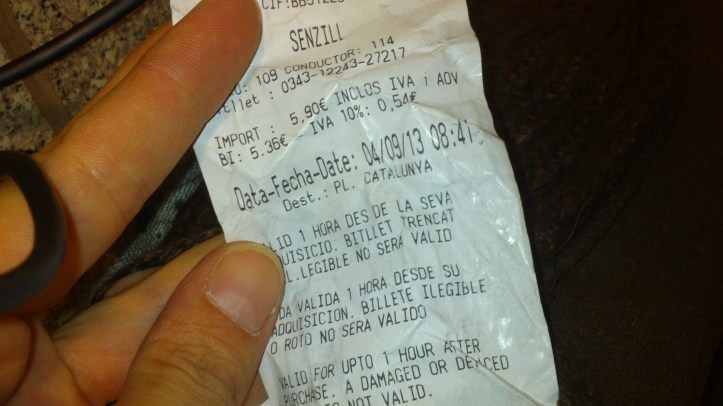 CIF:B
SENZILL
109 CONDUCTOR: 114
: 0343-12243-27217
IMPORT : 5.90€ INCLOS IVA i AOV
BI: 5.36€ IVA 10%: 0.54€
Data-Fecha-Date: 04/09/13 08:41
Dest.: PL. CATALUNYA
1 HORA DES DE LA SEVA
BITLLET TRENCAT
NO SERA VALID
VALIDA 1 HORA DESDE SU
ADQUISICION. BILLETE ILEGIBLE
O ROTO NO SERA VALIDO
VALID FOR UPTO 1 HOUR AFTER
PURCHASE. A DAMAGED OR
NOT VALID.